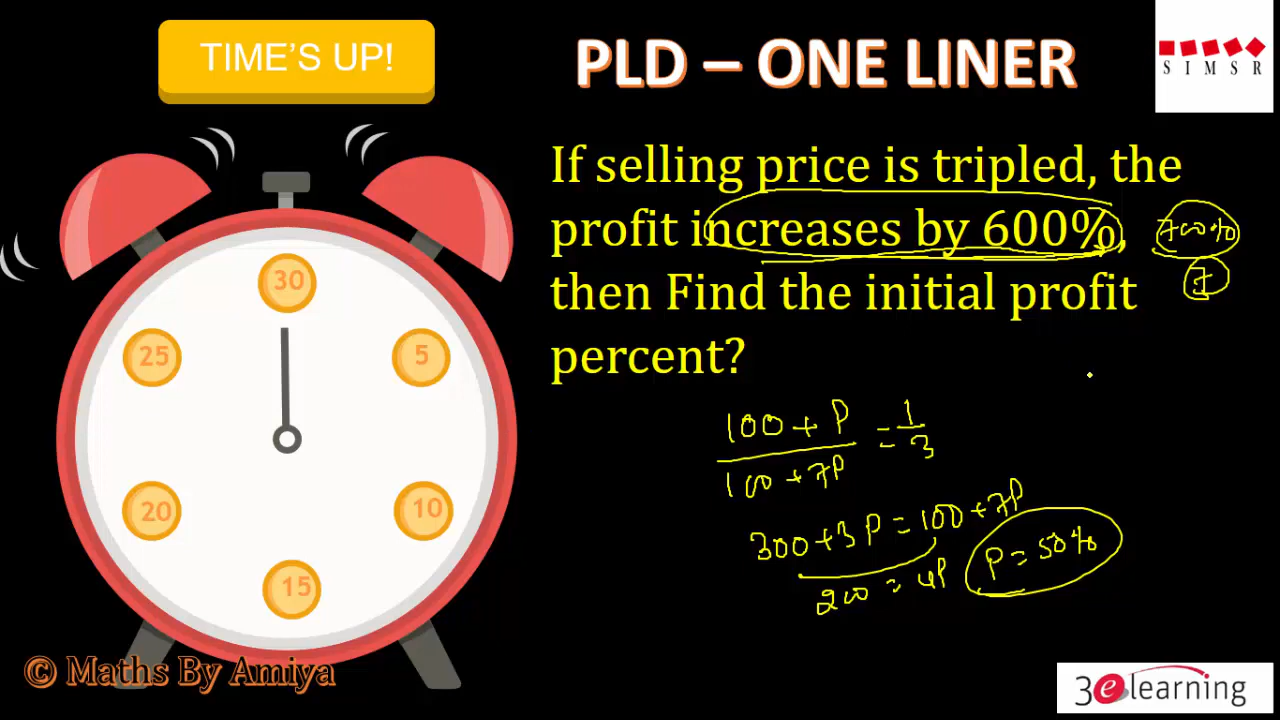 TIME'S UP!
PLD – ONE LINER
S I M S R
If selling price is tripled, the
profit increases by 600%,
then Find the initial profit
percent?
700%
7
30
25
5
20
10
15
100 + P
100 + 7P
= 1
3
300 + 3P = 100 + 7P
200 = 4P
P = 50%
© Maths By Amiya
3elearning